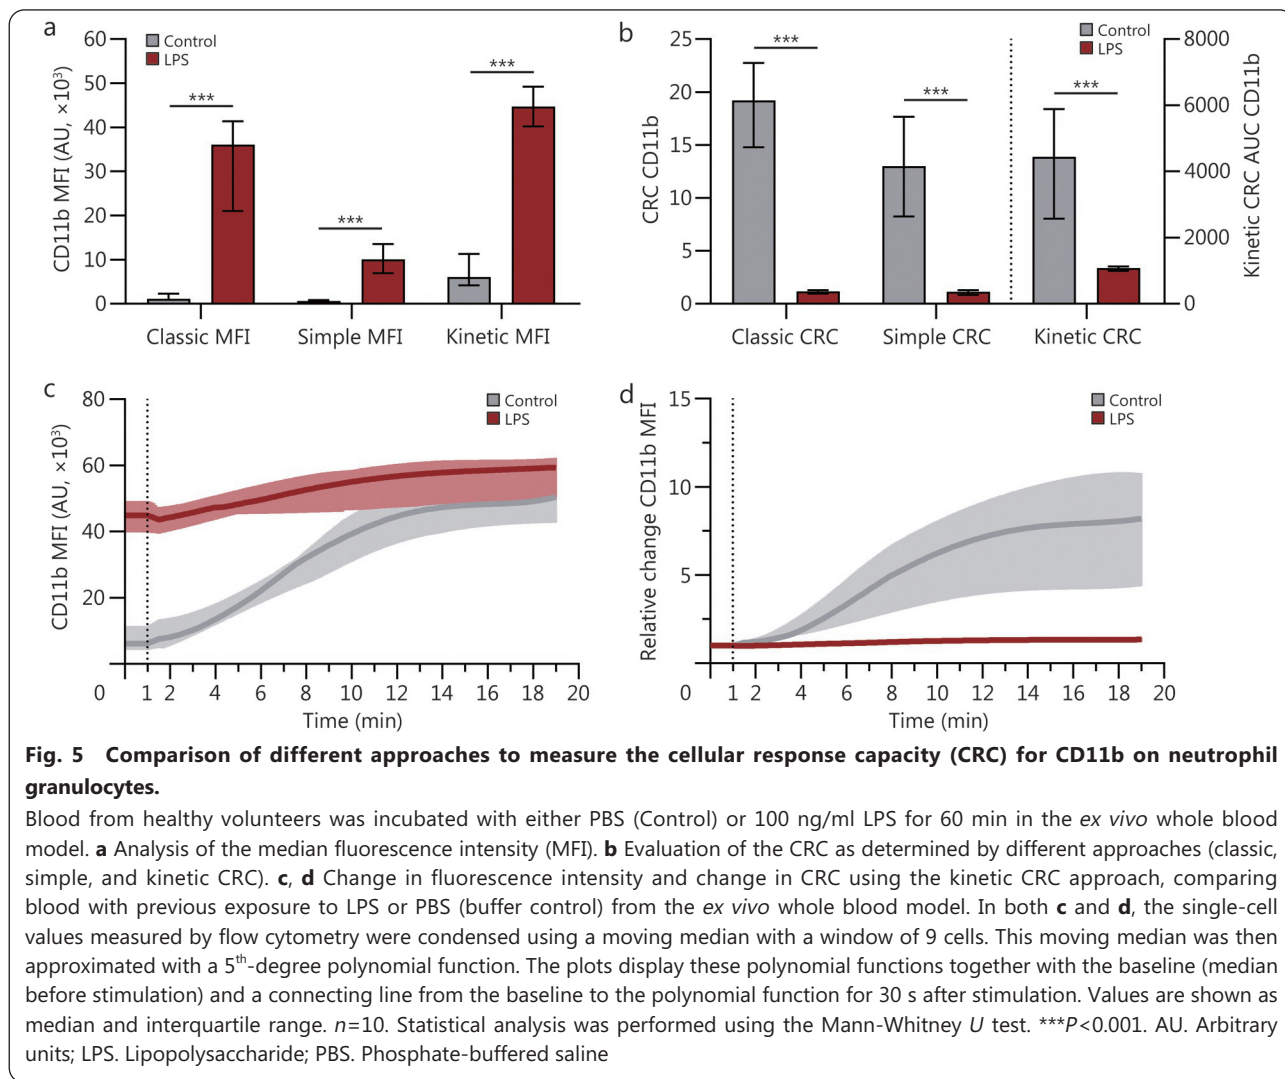 a
60
50
40
30
20
10
0
CD11b MFI (AU, ×10³)
Control
LPS
***
***
***
Classic MFI
Simple MFI
Kinetic MFI
b
25
20
15
10
5
0
CRC CD11b
Control
LPS
***
***
***
8000
6000
4000
2000
0
Kinetic CRC AUC CD11b
Classic CRC
Simple CRC
Kinetic CRC
c
80
60
40
20
CD11b MFI (AU, ×10³)
Control
LPS
0 1 2 4 6 8 10 12 14 16 18 20
Time (min)
d
15
10
5
Relative change CD11b MFI
Control
LPS
0 1 2 4 6 8 10 12 14 16 18 20
Time (min)
Fig. 5 Comparison of different approaches to measure the cellular response capacity (CRC) for CD11b on neutrophil
granulocytes.
Blood from healthy volunteers was incubated with either PBS (Control) or 100 ng/ml LPS for 60 min in the ex vivo whole blood
model. a Analysis of the median fluorescence intensity (MFI). b Evaluation of the CRC as determined by different approaches (classic,
simple, and kinetic CRC). c, d Change in fluorescence intensity and change in CRC using the kinetic CRC approach, comparing
blood with previous exposure to LPS or PBS (buffer control) from the ex vivo whole blood model. In both c and d, the single-cell
values measured by flow cytometry were condensed using a moving median with a window of 9 cells. This moving median was then
approximated with a 5th-degree polynomial function. The plots display these polynomial functions together with the baseline (median
before stimulation) and a connecting line from the baseline to the polynomial function for 30 s after stimulation. Values are shown as
median and interquartile range. n=10. Statistical analysis was performed using the Mann-Whitney U test. ***P<0.001. AU. Arbitrary
units; LPS. Lipopolysaccharide; PBS. Phosphate-buffered saline